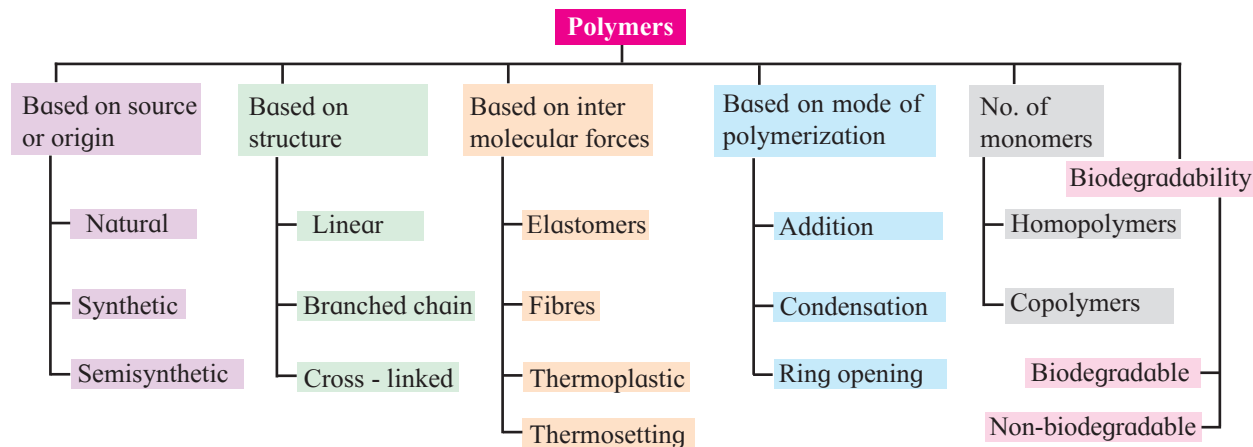 Polymers
Based on source
or origin
Natural
Synthetic
Semisynthetic
Based on
structure
Linear
Branched chain
Cross - linked
Based on inter
molecular forces
Elastomers
Fibres
Thermoplastic
Thermosetting
Based on mode of
polymerization
Addition
Condensation
Ring opening
No. of
monomers
Homopolymers
Copolymers
Biodegradability
Biodegradable
Non-biodegradable